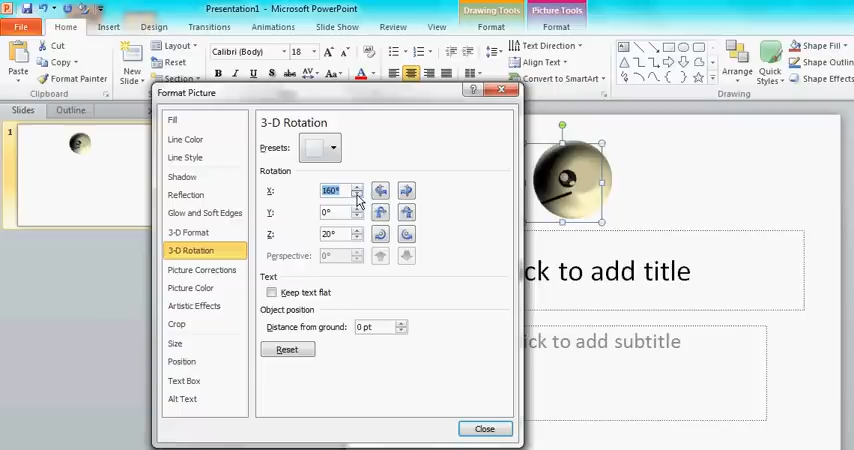 Presentation1 - Microsoft PowerPoint
Drawing Tools
Picture Tools
File Home Insert Design Transitions Animations Slide Show Review View Format Format
Paste
Cut
Copy
Format Painter
Clipboard
New Slide
Layout
Reset
Section
Calibri (Body) 18
B I U S abc AV Aa A
Text Direction
Align Text
Convert to SmartArt
Arrange
Quick Styles
Shape Fill
Shape Outlin
Shape Effec
Drawing
Slides Outline
1
Format Picture
Fill
Line Color
Line Style
Shadow
Reflection
Glow and Soft Edges
3-D Format
3-D Rotation
Picture Corrections
Picture Color
Artistic Effects
Crop
Size
Position
Text Box
Alt Text
3-D Rotation
Presets:
Rotation
X: 160°
Y: 0°
Z: 20°
Perspective: 0°
Text
Keep text flat
Object position
Distance from ground: 0 pt
Reset
Close
ck to add title
ick to add subtitle